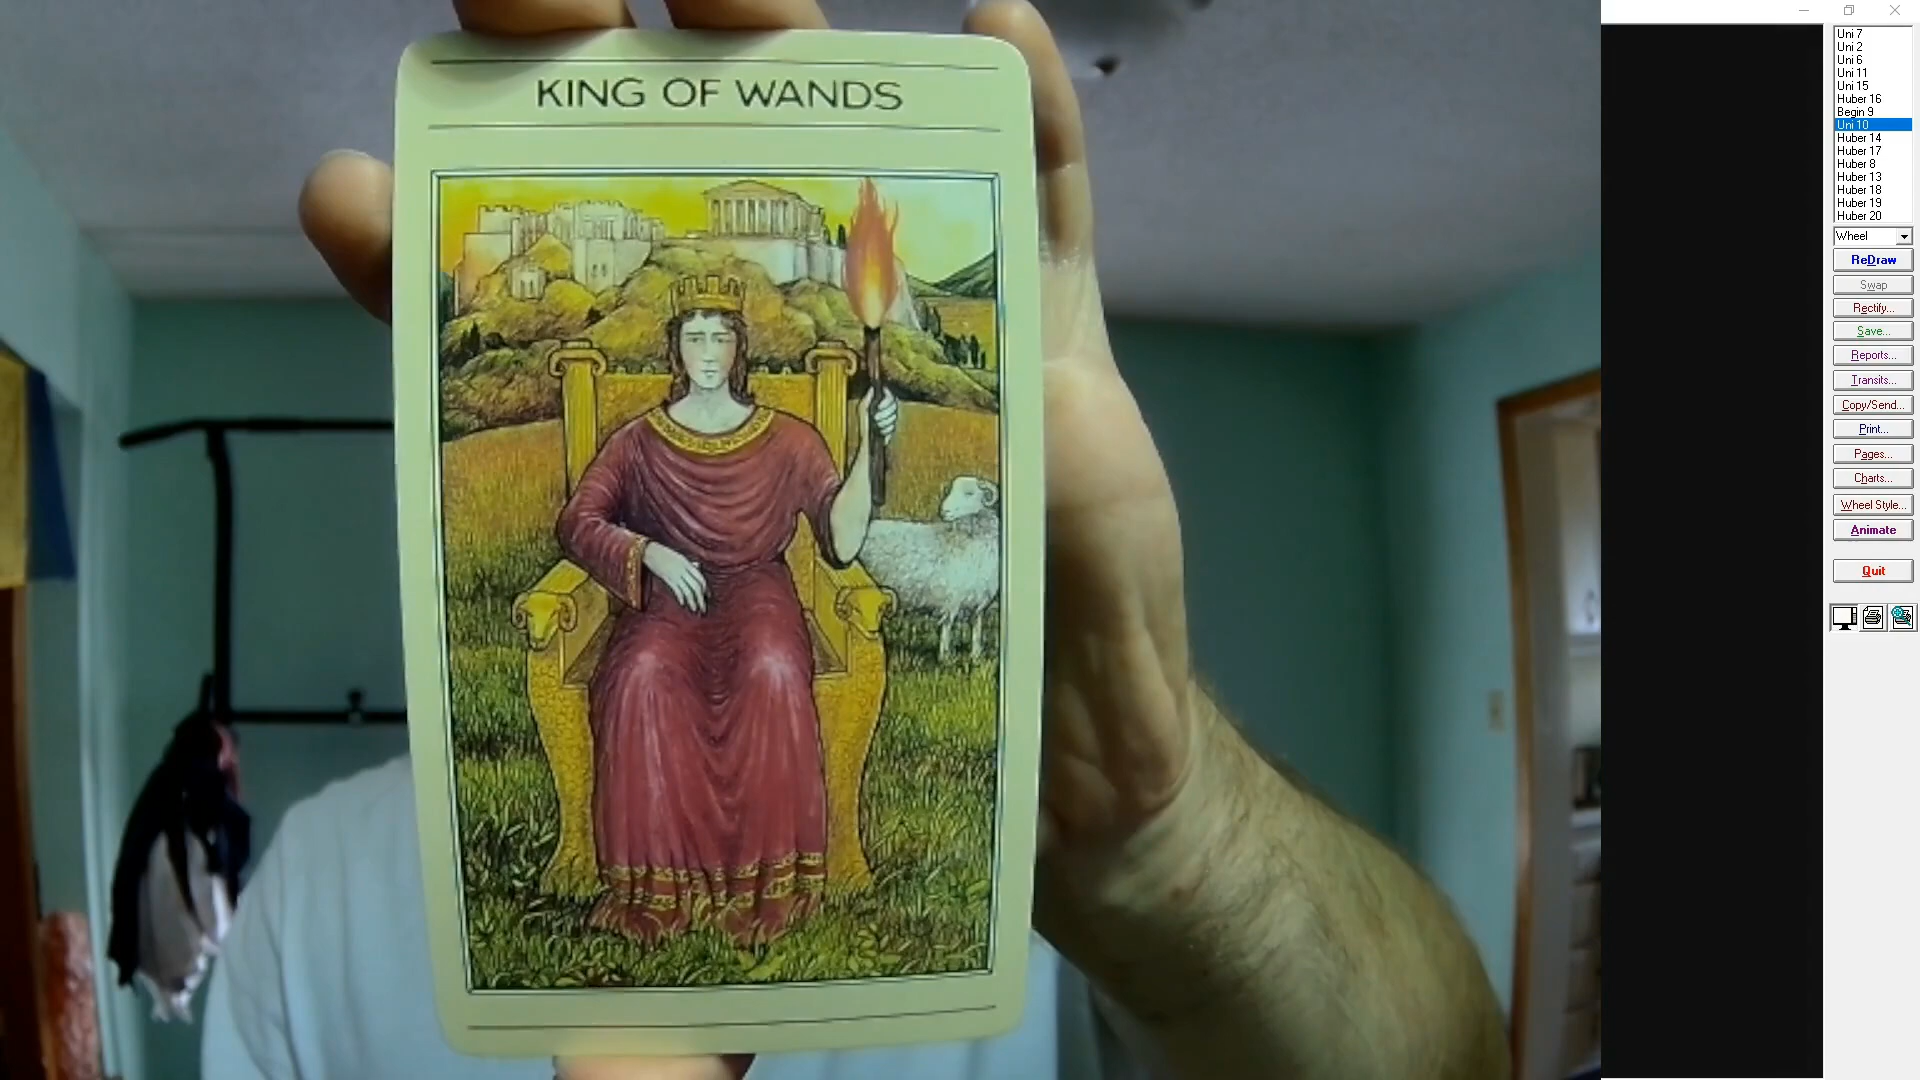 KING OF WANDS
Uni 7
Uni 2
Uni 6
Uni 11
Uni 15
Huber 16
Begin 9
Uni 10
Huber 14
Huber 17
Huber 8
Huber 13
Huber 18
Huber 19
Huber 20
Wheel
ReDraw
Swap
Rectify...
Save...
Reports...
Transits...
Copy/Send...
Print...
Pages...
Charts...
Wheel Style...
Animate
Quit